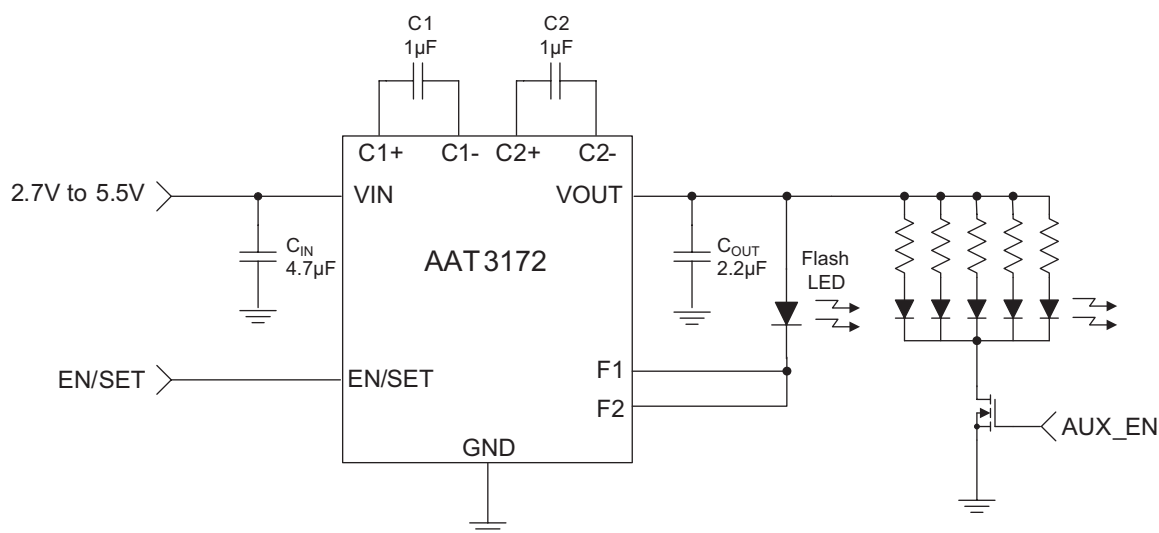 C1
1µF
C2
1µF
C1+
C1-
C2+
C2-
2.7V to 5.5V
VIN
VOUT
CIN
4.7µF
AAT3172
COUT
2.2µF
Flash
LED
EN/SET
EN/SET
F1
F2
AUX_EN
GND